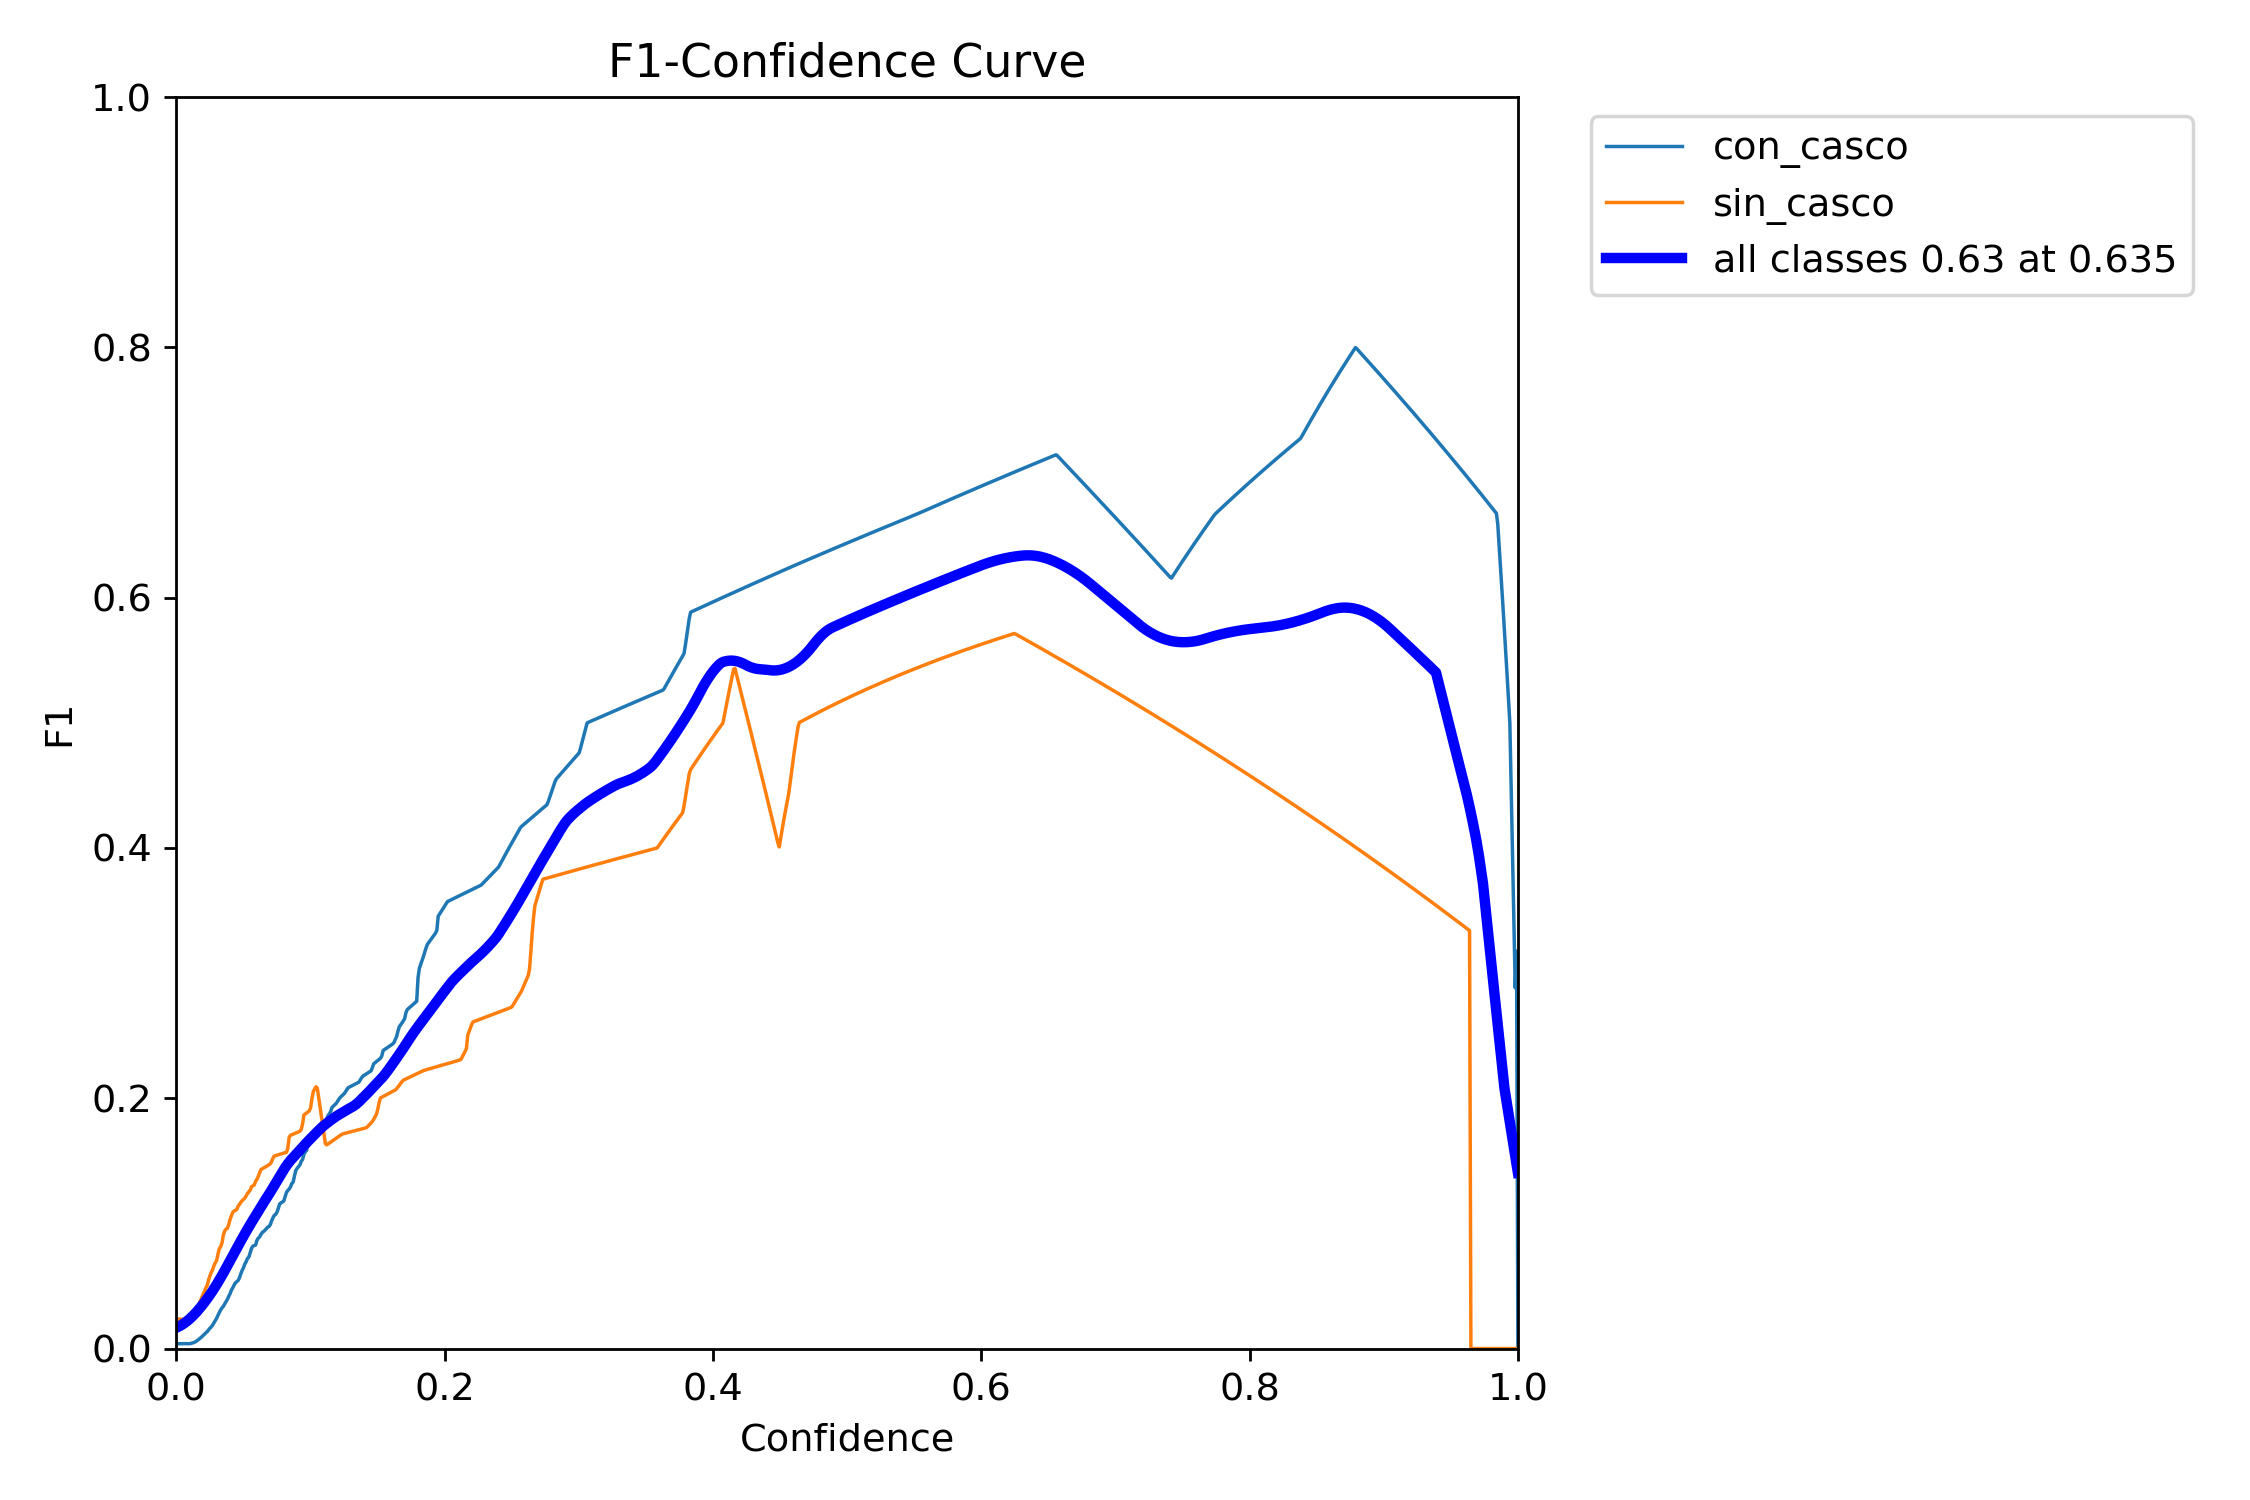 F1-Confidence Curve
con_casco
sin_casco
all classes 0.63 at 0.635
F1
1.0
0.8
0.6
0.4
0.2
0.0
0.0 0.2 0.4 0.6 0.8 1.0
Confidence